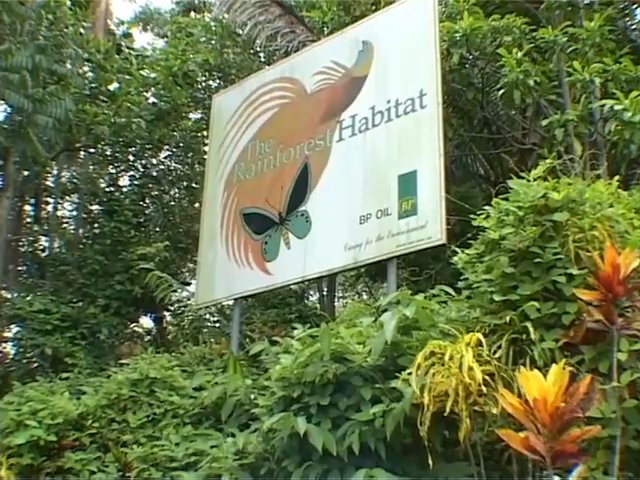 The
Rainforest Habitat
BP OIL
BP
Caring for the Environment